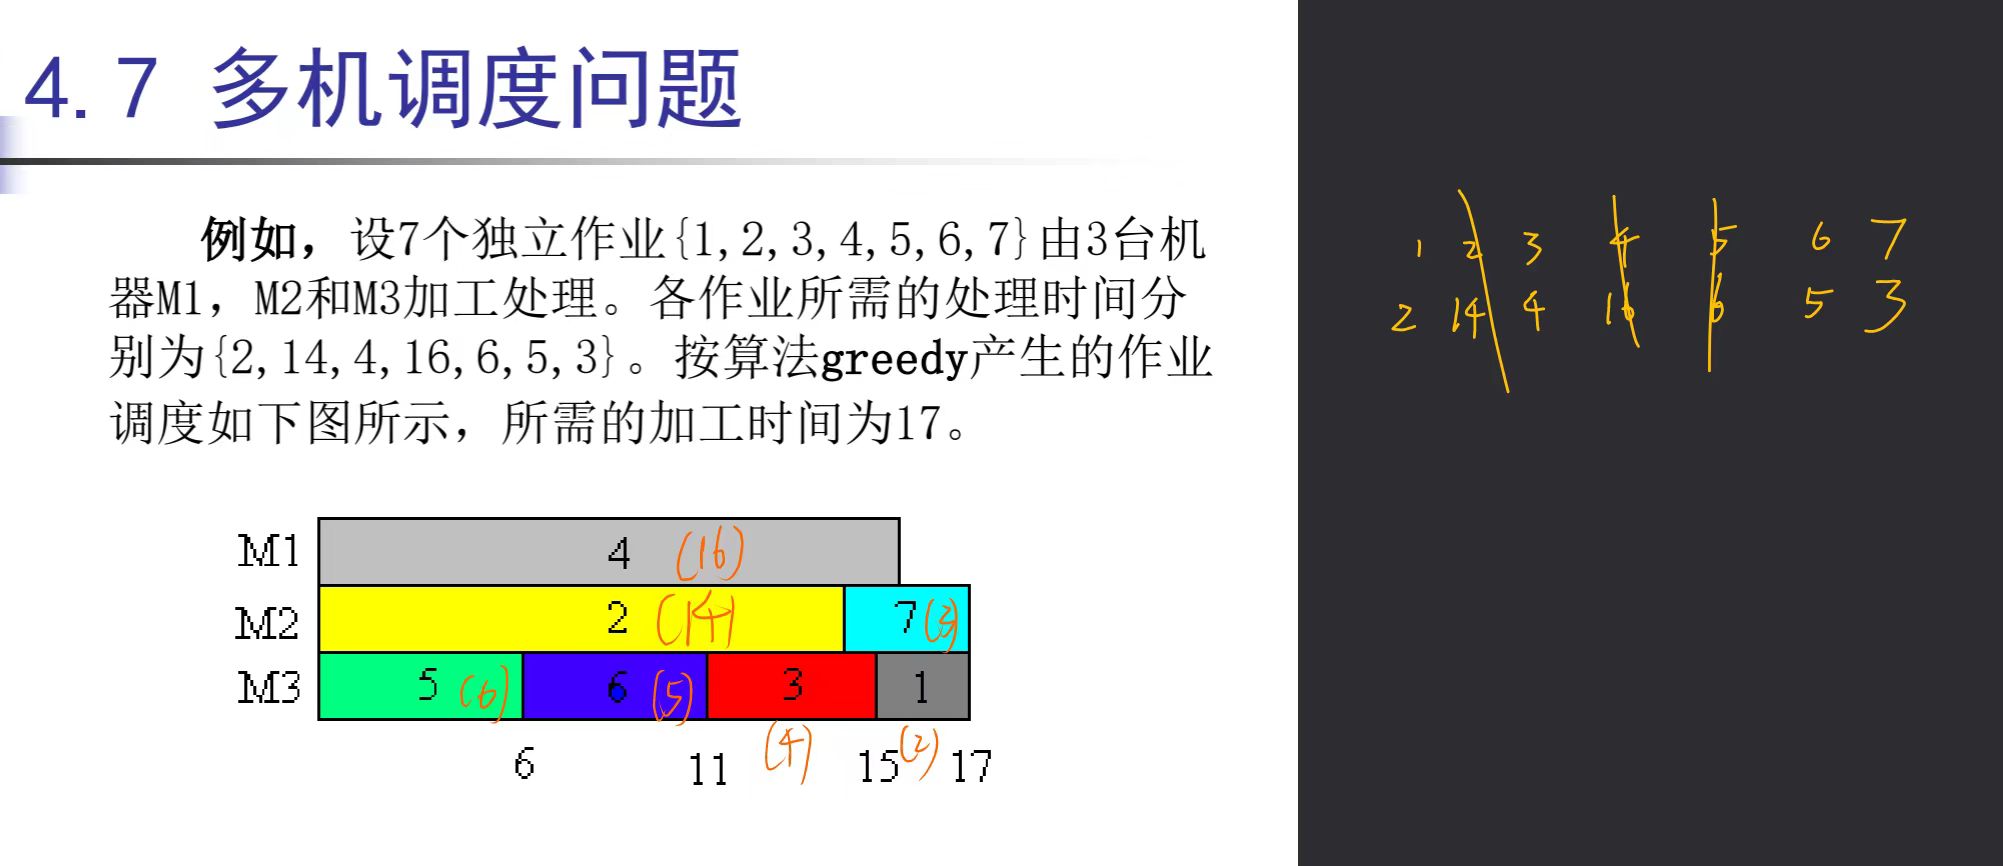 4.7 多机调度问题
例如，设7个独立作业{1,2,3,4,5,6,7}由3台机
器M1，M2和M3加工处理。各作业所需的处理时间分
别为{2,14,4,16,6,5,3}。按算法greedy产生的作业
调度如下图所示，所需的加工时间为17。
M1 4 (16)
M2 2 (14) 7 (3)
M3 5 (6) 6 (5) 3 1
(4) (2)
6 11 15 17
1 2 3 4 5 6 7
2 14 4 16 6 5 3